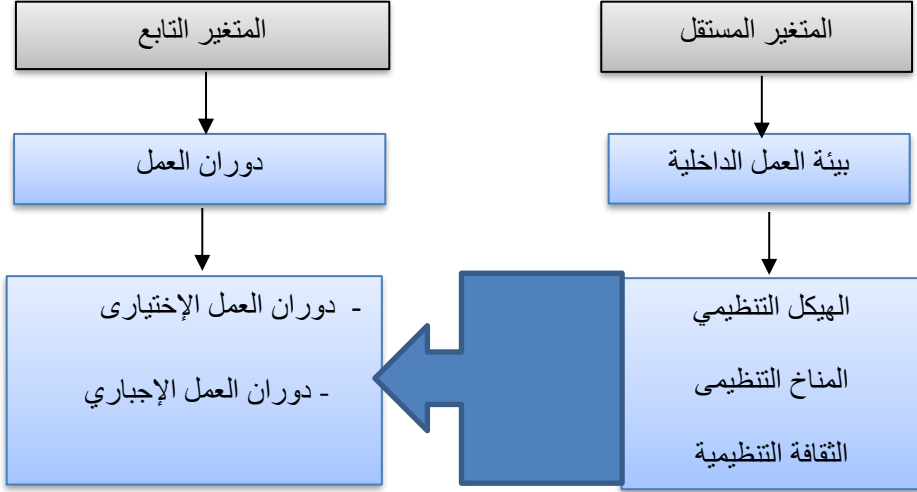 المتغير المستقل
المتغير التابع
بيئة العمل الداخلية
دوران العمل
الهيكل التنظيمي
المناخ التنظيمى
الثقافة التنظيمية
- دوران العمل الإختيارى
- دوران العمل الإجباري